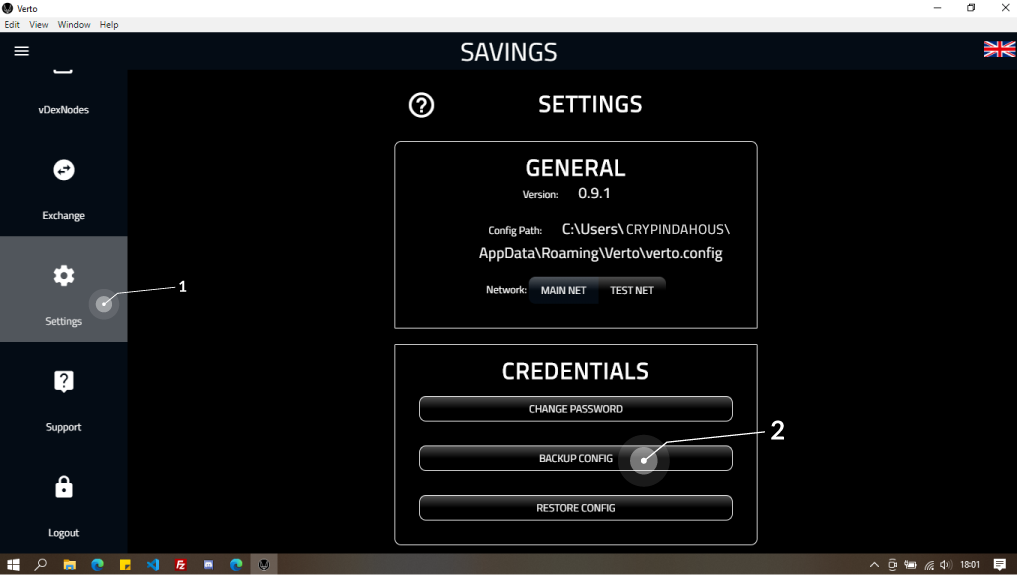 Verto
Edit View Window Help
SAVINGS
vDexNodes
Exchange
Settings
Support
Logout
1
SETTINGS
GENERAL
Version: 0.9.1
Config Path: C:\Users\ CRYPINDAHOUS\
AppData\Roaming\Verto\verto.config
Network: MAIN NET TEST NET
CREDENTIALS
CHANGE PASSWORD
2
BACKUP CONFIG
RESTORE CONFIG
18:01